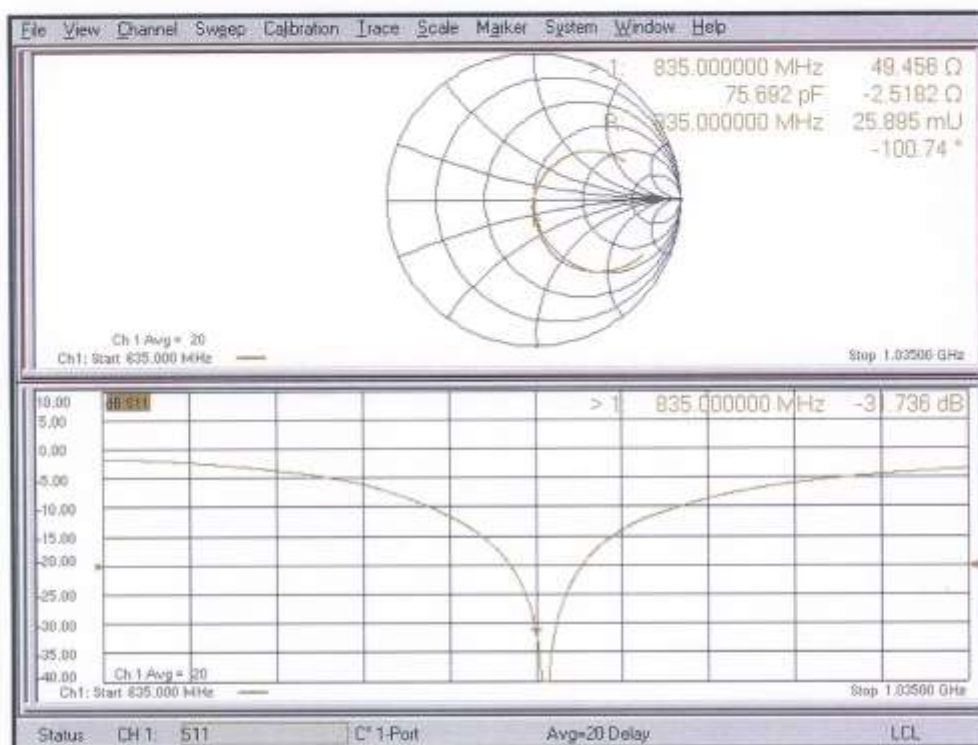 File View Channel Sweep Calibration Trace Scale Marker System Window Help
> 1: 835.000000 MHz 49.456 Ω
75.692 pF -2.5182 Ω
R: 835.000000 MHz 25.895 mU
-100.74 °
Ch 1 Avg = 20
Ch1: Start 635.000 MHz
Stop 1.03500 GHz
10.00
dB S11
> 1: 835.000000 MHz -31.736 dB
5.00
0.00
-5.00
-10.00
-15.00
-20.00
-25.00
-30.00
-35.00
-40.00
Ch 1 Avg = 20
Ch1: Start 635.000 MHz
Stop 1.03500 GHz
Status CH 1: S11 C* 1-Port Avg=20 Delay LCL